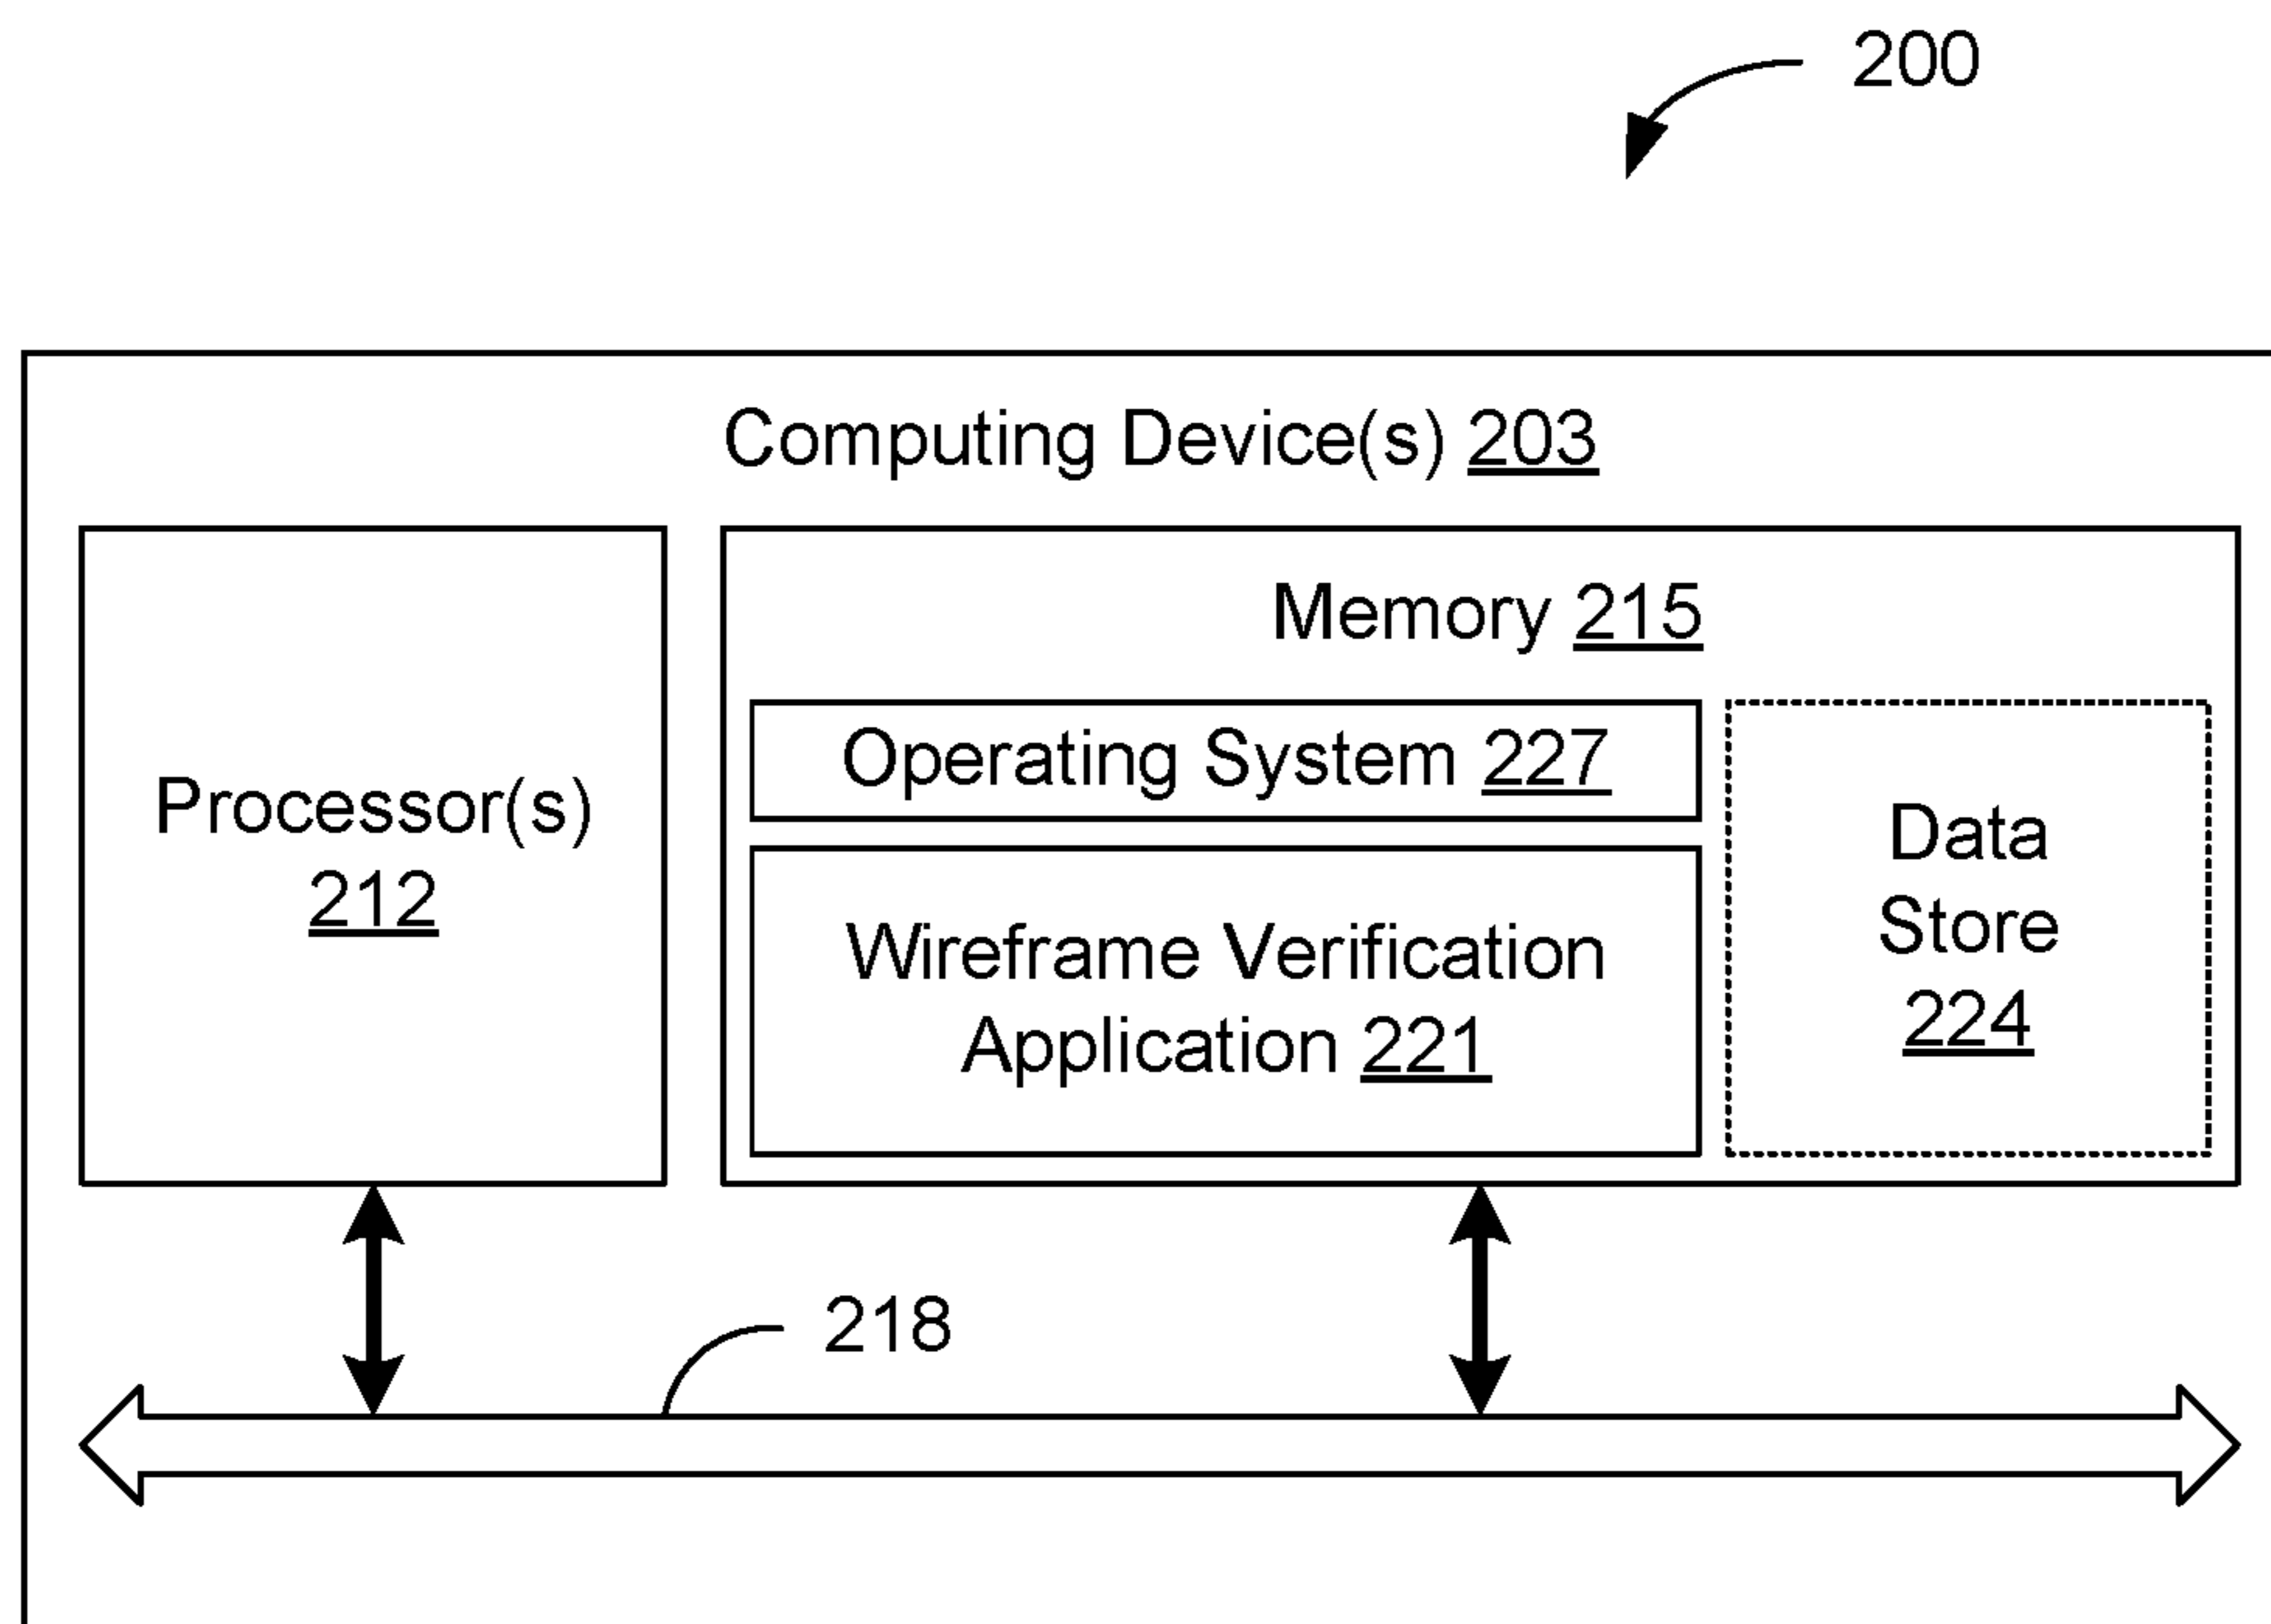 200
Computing Device(s) 203
Memory 215
Processor(s)
212
Operating System 227
Wireframe Verification
Application 221
Data
Store
224
218